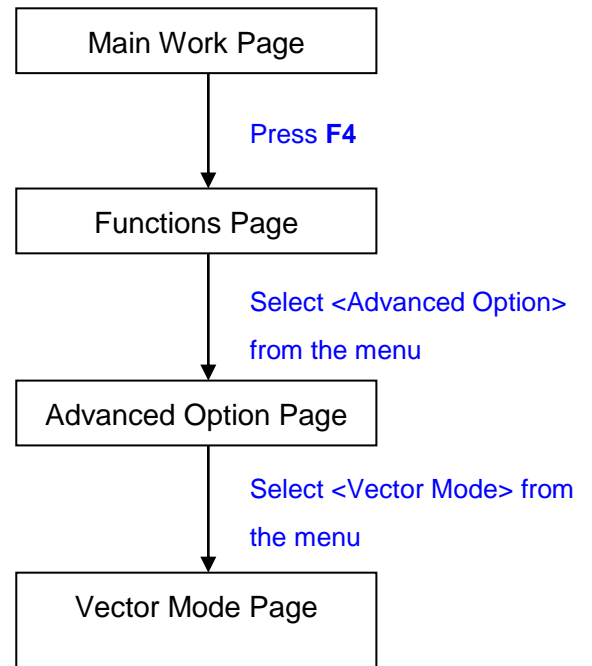 Main Work Page
Press F4
Functions Page
Select <Advanced Option>
from the menu
Advanced Option Page
Select <Vector Mode> from
the menu
Vector Mode Page